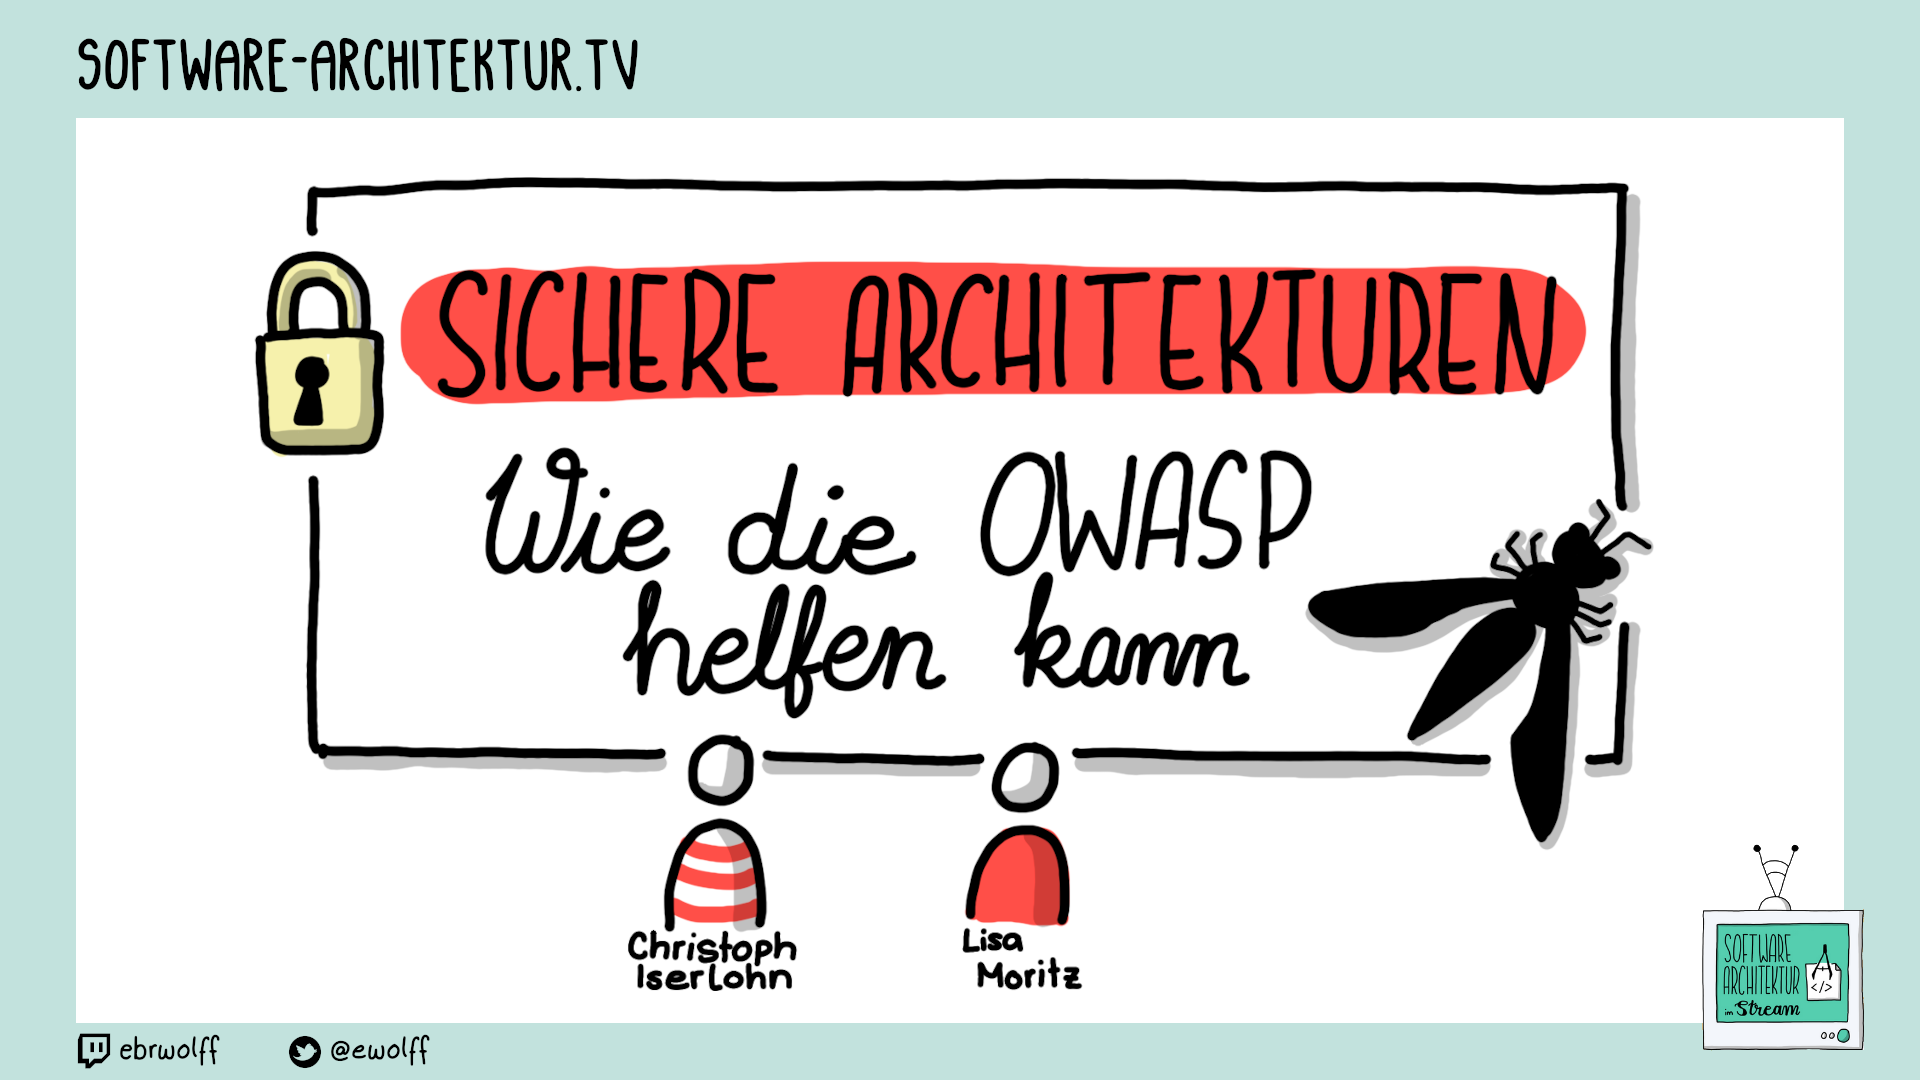 SOFTWARE-ARCHITEKTUR.TV
SICHERE ARCHITEKTUREN
Wie die OWASP
helfen kann
Christoph
Iserlohn
Lisa
Moritz
SOFTWARE
ARCHITEKTUR
</>
im Stream
ebrwolff
@ewolff